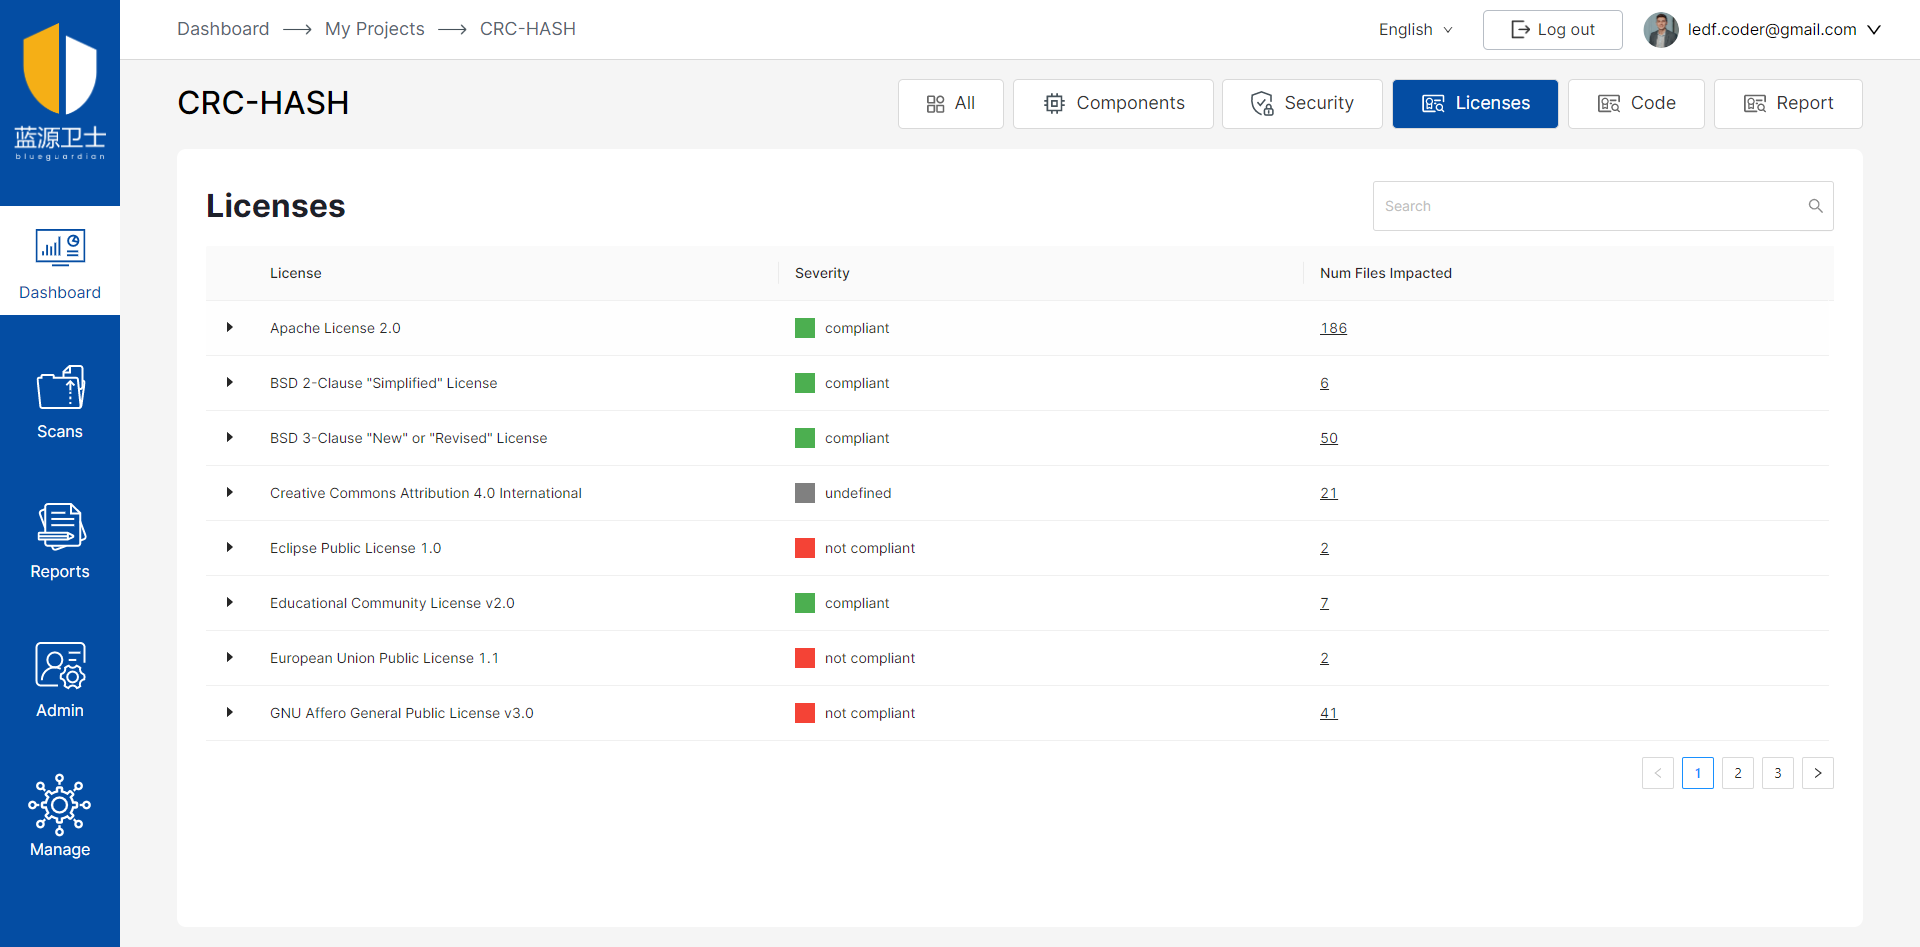 蓝源卫士
blueguardian
Dashboard
Scans
Reports
Admin
Manage
Dashboard My Projects CRC-HASH
English
Log out
ledf.coder@gmail.com
CRC-HASH
All
Components
Security
Licenses
Code
Report
Licenses
Search
License Severity Num Files Impacted
Apache License 2.0 compliant 186
BSD 2-Clause "Simplified" License compliant 6
BSD 3-Clause "New" or "Revised" License compliant 50
Creative Commons Attribution 4.0 International undefined 21
Eclipse Public License 1.0 not compliant 2
Educational Community License v2.0 compliant 7
European Union Public License 1.1 not compliant 2
GNU Affero General Public License v3.0 not compliant 41
< 1 2 3 >